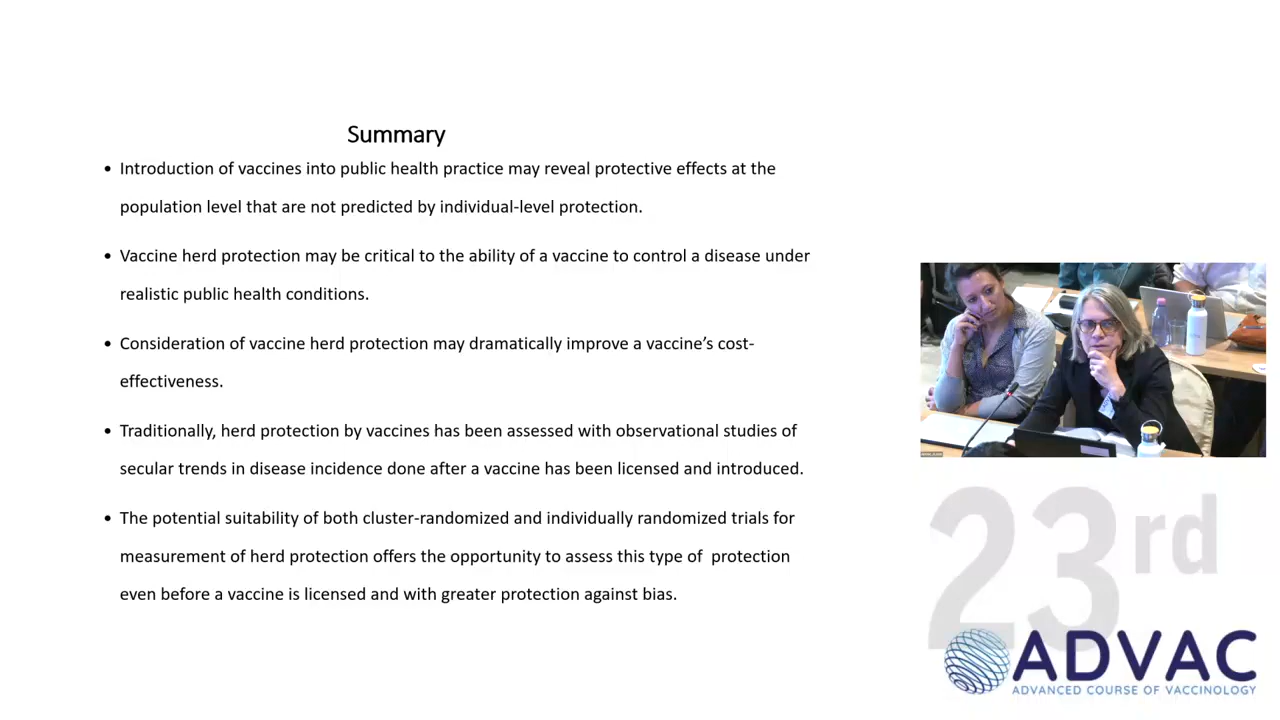 Summary
• Introduction of vaccines into public health practice may reveal protective effects at the
population level that are not predicted by individual-level protection.
• Vaccine herd protection may be critical to the ability of a vaccine to control a disease under
realistic public health conditions.
• Consideration of vaccine herd protection may dramatically improve a vaccine’s cost-
effectiveness.
• Traditionally, herd protection by vaccines has been assessed with observational studies of
secular trends in disease incidence done after a vaccine has been licensed and introduced.
• The potential suitability of both cluster-randomized and individually randomized trials for
measurement of herd protection offers the opportunity to assess this type of  protection
even before a vaccine is licensed and with greater protection against bias.
23rd
ADVAC
ADVANCED COURSE OF VACCINOLOGY